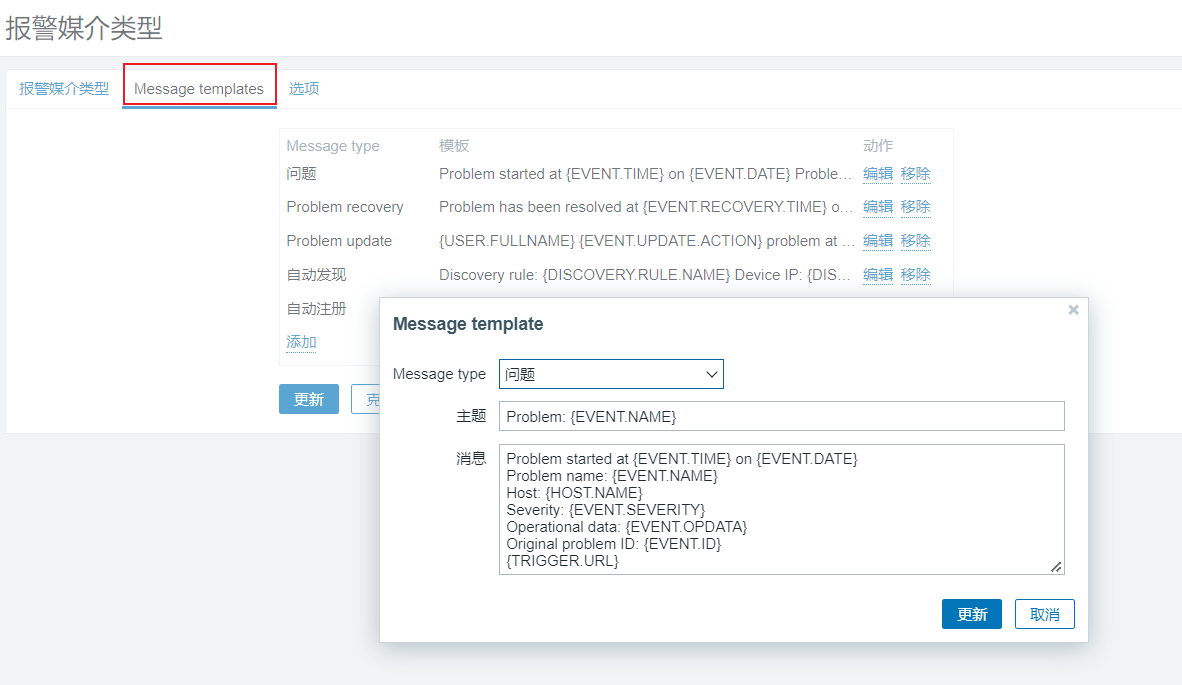 报警媒介类型
报警媒介类型 Message templates 选项
Message type 模板 动作
问题 Problem started at {EVENT.TIME} on {EVENT.DATE} Proble… 编辑 移除
Problem recovery Problem has been resolved at {EVENT.RECOVERY.TIME} o… 编辑 移除
Problem update {USER.FULLNAME} {EVENT.UPDATE.ACTION} problem at … 编辑 移除
自动发现 Discovery rule: {DISCOVERY.RULE.NAME} Device IP: {DIS… 编辑 移除
自动注册
添加
更新 克
Message template
Message type 问题
主题 Problem: {EVENT.NAME}
消息 Problem started at {EVENT.TIME} on {EVENT.DATE}
Problem name: {EVENT.NAME}
Host: {HOST.NAME}
Severity: {EVENT.SEVERITY}
Operational data: {EVENT.OPDATA}
Original problem ID: {EVENT.ID}
{TRIGGER.URL}
更新 取消